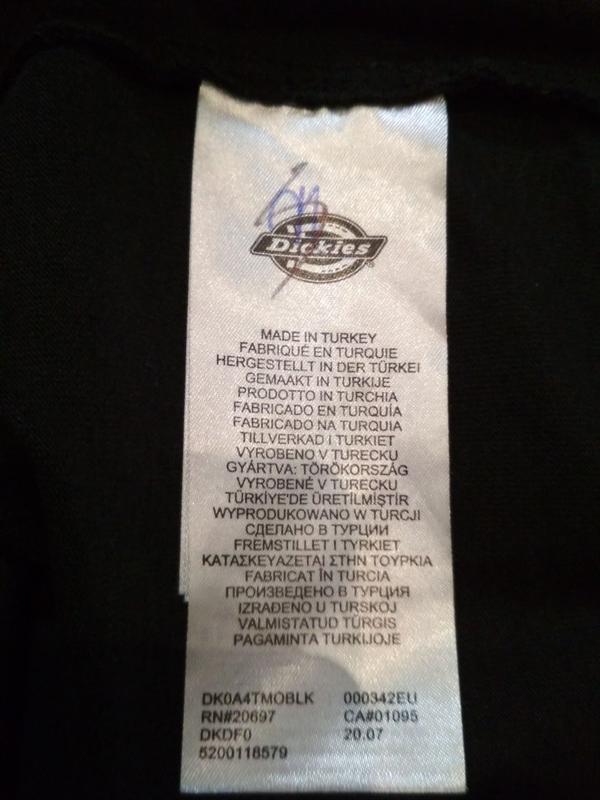 Dickies
MADE IN TURKEY
FABRIQUÉ EN TURQUIE
HERGESTELLT IN DER TÜRKEI
GEMAAKT IN TURKIJE
PRODOTTO IN TURCHIA
FABRICADO EN TURQUÍA
FABRICADO NA TURQUIA
TILLVERKAD I TURKIET
VYROBENO V TURECKU
GYÁRTVA: TÖRÖKORSZÁG
VYROBENÉ V TURECKU
TÜRKİYE'DE ÜRETİLMİŞTİR
WYPRODUKOWANO W TURCJI
СДЕЛАНО В ТУРЦИИ
FREMSTILLET I TYRKIET
ΚΑΤΑΣΚΕΥΑΖΕΤΑΙ ΣΤΗΝ ΤΟΥΡΚΙΑ
FABRICAT ÎN TURCIA
ПРОИЗВЕДЕНО В ТУРЦИЯ
IZRAĐENO U TURSKOJ
VALMISTATUD TÜRGIS
PAGAMINTA TURKIJOJE
DK0A4TMOBLK 000342EU
RN#20697 CA#01095
DKDF0 20.07
5200118579